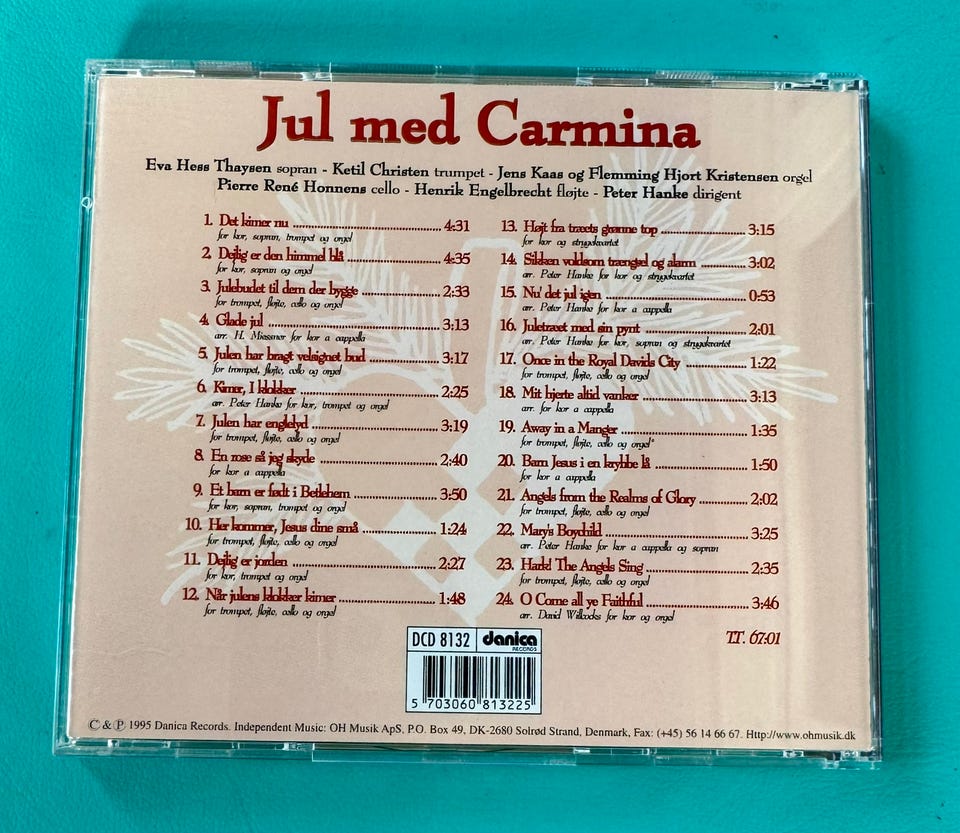 Jul med Carmina
Eva Hess Thaysen sopran - Ketil Christen trumpet - Jens Kaas og Flemming Hjort Kristensen orgel
Pierre René Honnens cello - Henrik Engelbrecht fløjte - Peter Hanke dirigent
1. Det kimer nu 4:31
for kor, sopran, trumpet og orgel
2. Dejlig er den himmel blå 4:35
for kor, sopran og orgel
3. Julebudet til dem der bygge 2:33
for trompet, fløjte, cello og orgel
4. Glade jul 3:13
arr. H. Miessner for kor a cappella
5. Julen har bragt velsignet bud 3:17
for trompet, fløjte, cello og orgel
6. Kimer, I klokker 2:25
arr. Peter Hanke for kor, trompet og orgel
7. Julen har englelyd 3:19
for trompet, fløjte, cello og orgel
8. En rose så jeg skyde 2:40
for kor a cappella
9. Et barn er født i Betlehem 3:50
for kor, sopran, trumpet og orgel
10. Her kommer, Jesus dine små 1:24
for trompet, fløjte, cello og orgel
11. Dejlig er jorden 2:27
for kor, trompet og orgel
12. Når julens klokker kimer 1:48
for trompet, fløjte, cello og orgel
13. Højt fra træets grønne top 3:15
for kor og strygekvartet
14. Sikken voldsom trængsel og alarm 3:02
arr. Peter Hanke for kor og strygekvartet
15. Nu' det jul igen 0:53
arr. Peter Hanke for kor a cappella
16. Juletræet med sin pynt 2:01
arr. Peter Hanke for kor, sopran og strygekvartet
17. Once in the Royal Davids City 1:22
for trompet, fløjte, cello og orgel
18. Mit hjerte altid vanker 3:13
arr. for kor a cappella
19. Away in a Manger 1:35
for trompet, fløjte, cello og orgel"
20. Barn Jesus i en krybbe lå 1:50
for kor a cappella
21. Angels from the Realms of Glory 2:02
for trompet, fløjte, cello og orgel
22. Mary's Boychild 3:25
arr. Peter Hanke for kor a cappella og sopran
23. Hark! The Angels Sing 2:35
for trompet, fløjte, cello og orgel
24. O Come all ye Faithful 3:46
arr. David Willcocks for kor og orgel
T.T. 67:01
DCD 8132 danica
RECORDS
5 703060 813225
© & ℗ 1995 Danica Records. Independent Music: OH Musik ApS, P.O. Box 49, DK-2680 Solrød Strand, Denmark, Fax: (+45) 56 14 66 67. Http://www.ohmusik.dk